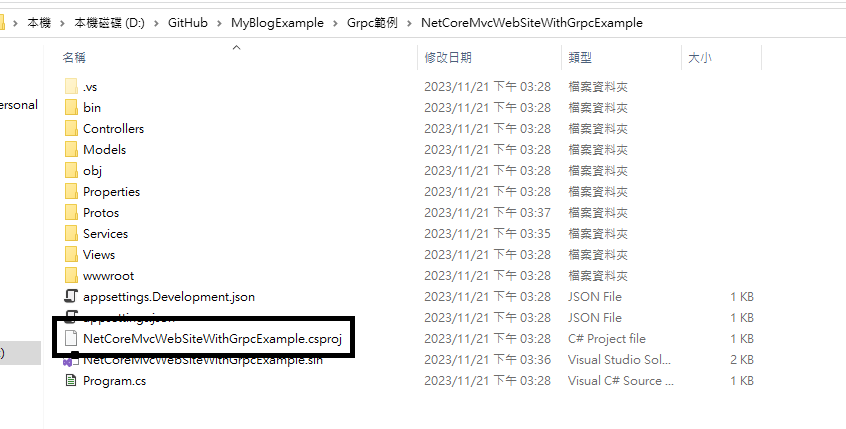 本機 > 本機磁碟 (D:) > GitHub > MyBlogExample > Grpc範例 > NetCoreMvcWebSiteWithGrpcExample
名稱 修改日期 類型 大小
.vs 2023/11/21 下午 03:28 檔案資料夾
ersonal
bin 2023/11/21 下午 03:28 檔案資料夾
Controllers 2023/11/21 下午 03:28 檔案資料夾
Models 2023/11/21 下午 03:28 檔案資料夾
obj 2023/11/21 下午 03:28 檔案資料夾
Properties 2023/11/21 下午 03:28 檔案資料夾
Protos 2023/11/21 下午 03:37 檔案資料夾
Services 2023/11/21 下午 03:35 檔案資料夾
Views 2023/11/21 下午 03:28 檔案資料夾
wwwroot 2023/11/21 下午 03:28 檔案資料夾
appsettings.Development.json 2023/11/21 下午 03:28 JSON File 1 KB
appsettings.json 2023/11/21 下午 03:28 JSON File 1 KB
NetCoreMvcWebSiteWithGrpcExample.csproj 2023/11/21 下午 03:28 C# Project file 1 KB
)
NetCoreMvcWebSiteWithGrpcExample.sln 2023/11/21 下午 03:36 Visual Studio Sol... 2 KB
Program.cs 2023/11/21 下午 03:28 Visual C# Source ... 1 KB